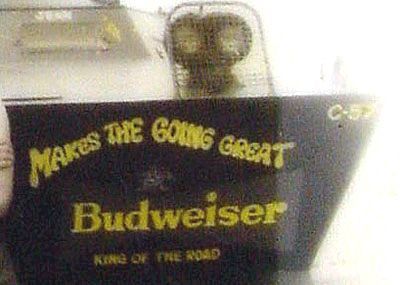 MAKES THE GOING GREAT
Budweiser
KING OF THE ROAD